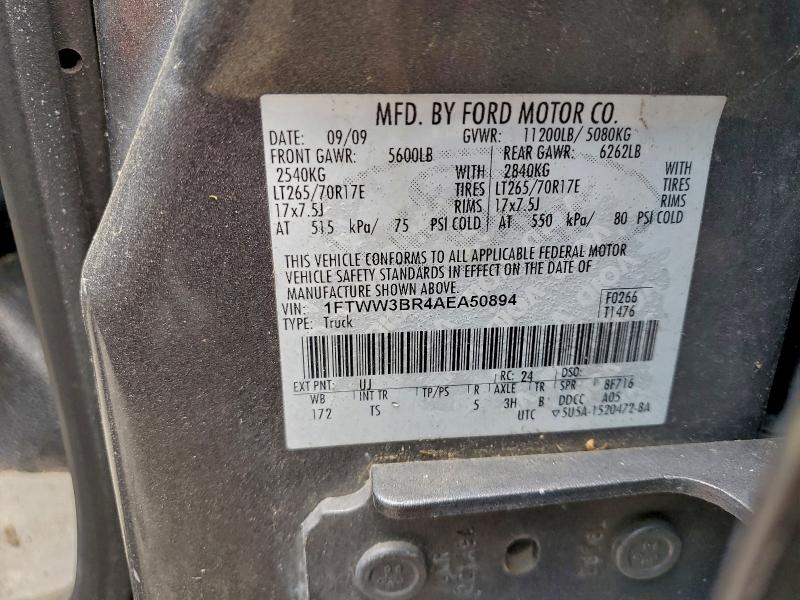 MFD. BY FORD MOTOR CO.
DATE: 09/09 GVWR: 11200LB/ 5080KG
FRONT GAWR: 5600LB REAR GAWR: 6262LB
2540KG WITH 2840KG WITH
LT265/70R17E TIRES LT265/70R17E TIRES
17x7.5J RIMS 17x7.5J RIMS
AT 515 kPa/ 75 PSI COLD AT 550 kPa/ 80 PSI COLD
THIS VEHICLE CONFORMS TO ALL APPLICABLE FEDERAL MOTOR
VEHICLE SAFETY STANDARDS IN EFFECT ON THE DATE OF
MANUFACTURE SHOWN ABOVE.
VIN: 1FTWW3BR4AEA50894 F0266
TYPE: Truck T1476
EXT PNT: UJ RC: 24 DSO:
WB INT TR TP/PS R AXLE TR SPR 8F716
172 TS 5 3H B DDCC A05
UTC ▽5U5A-1520472-BA